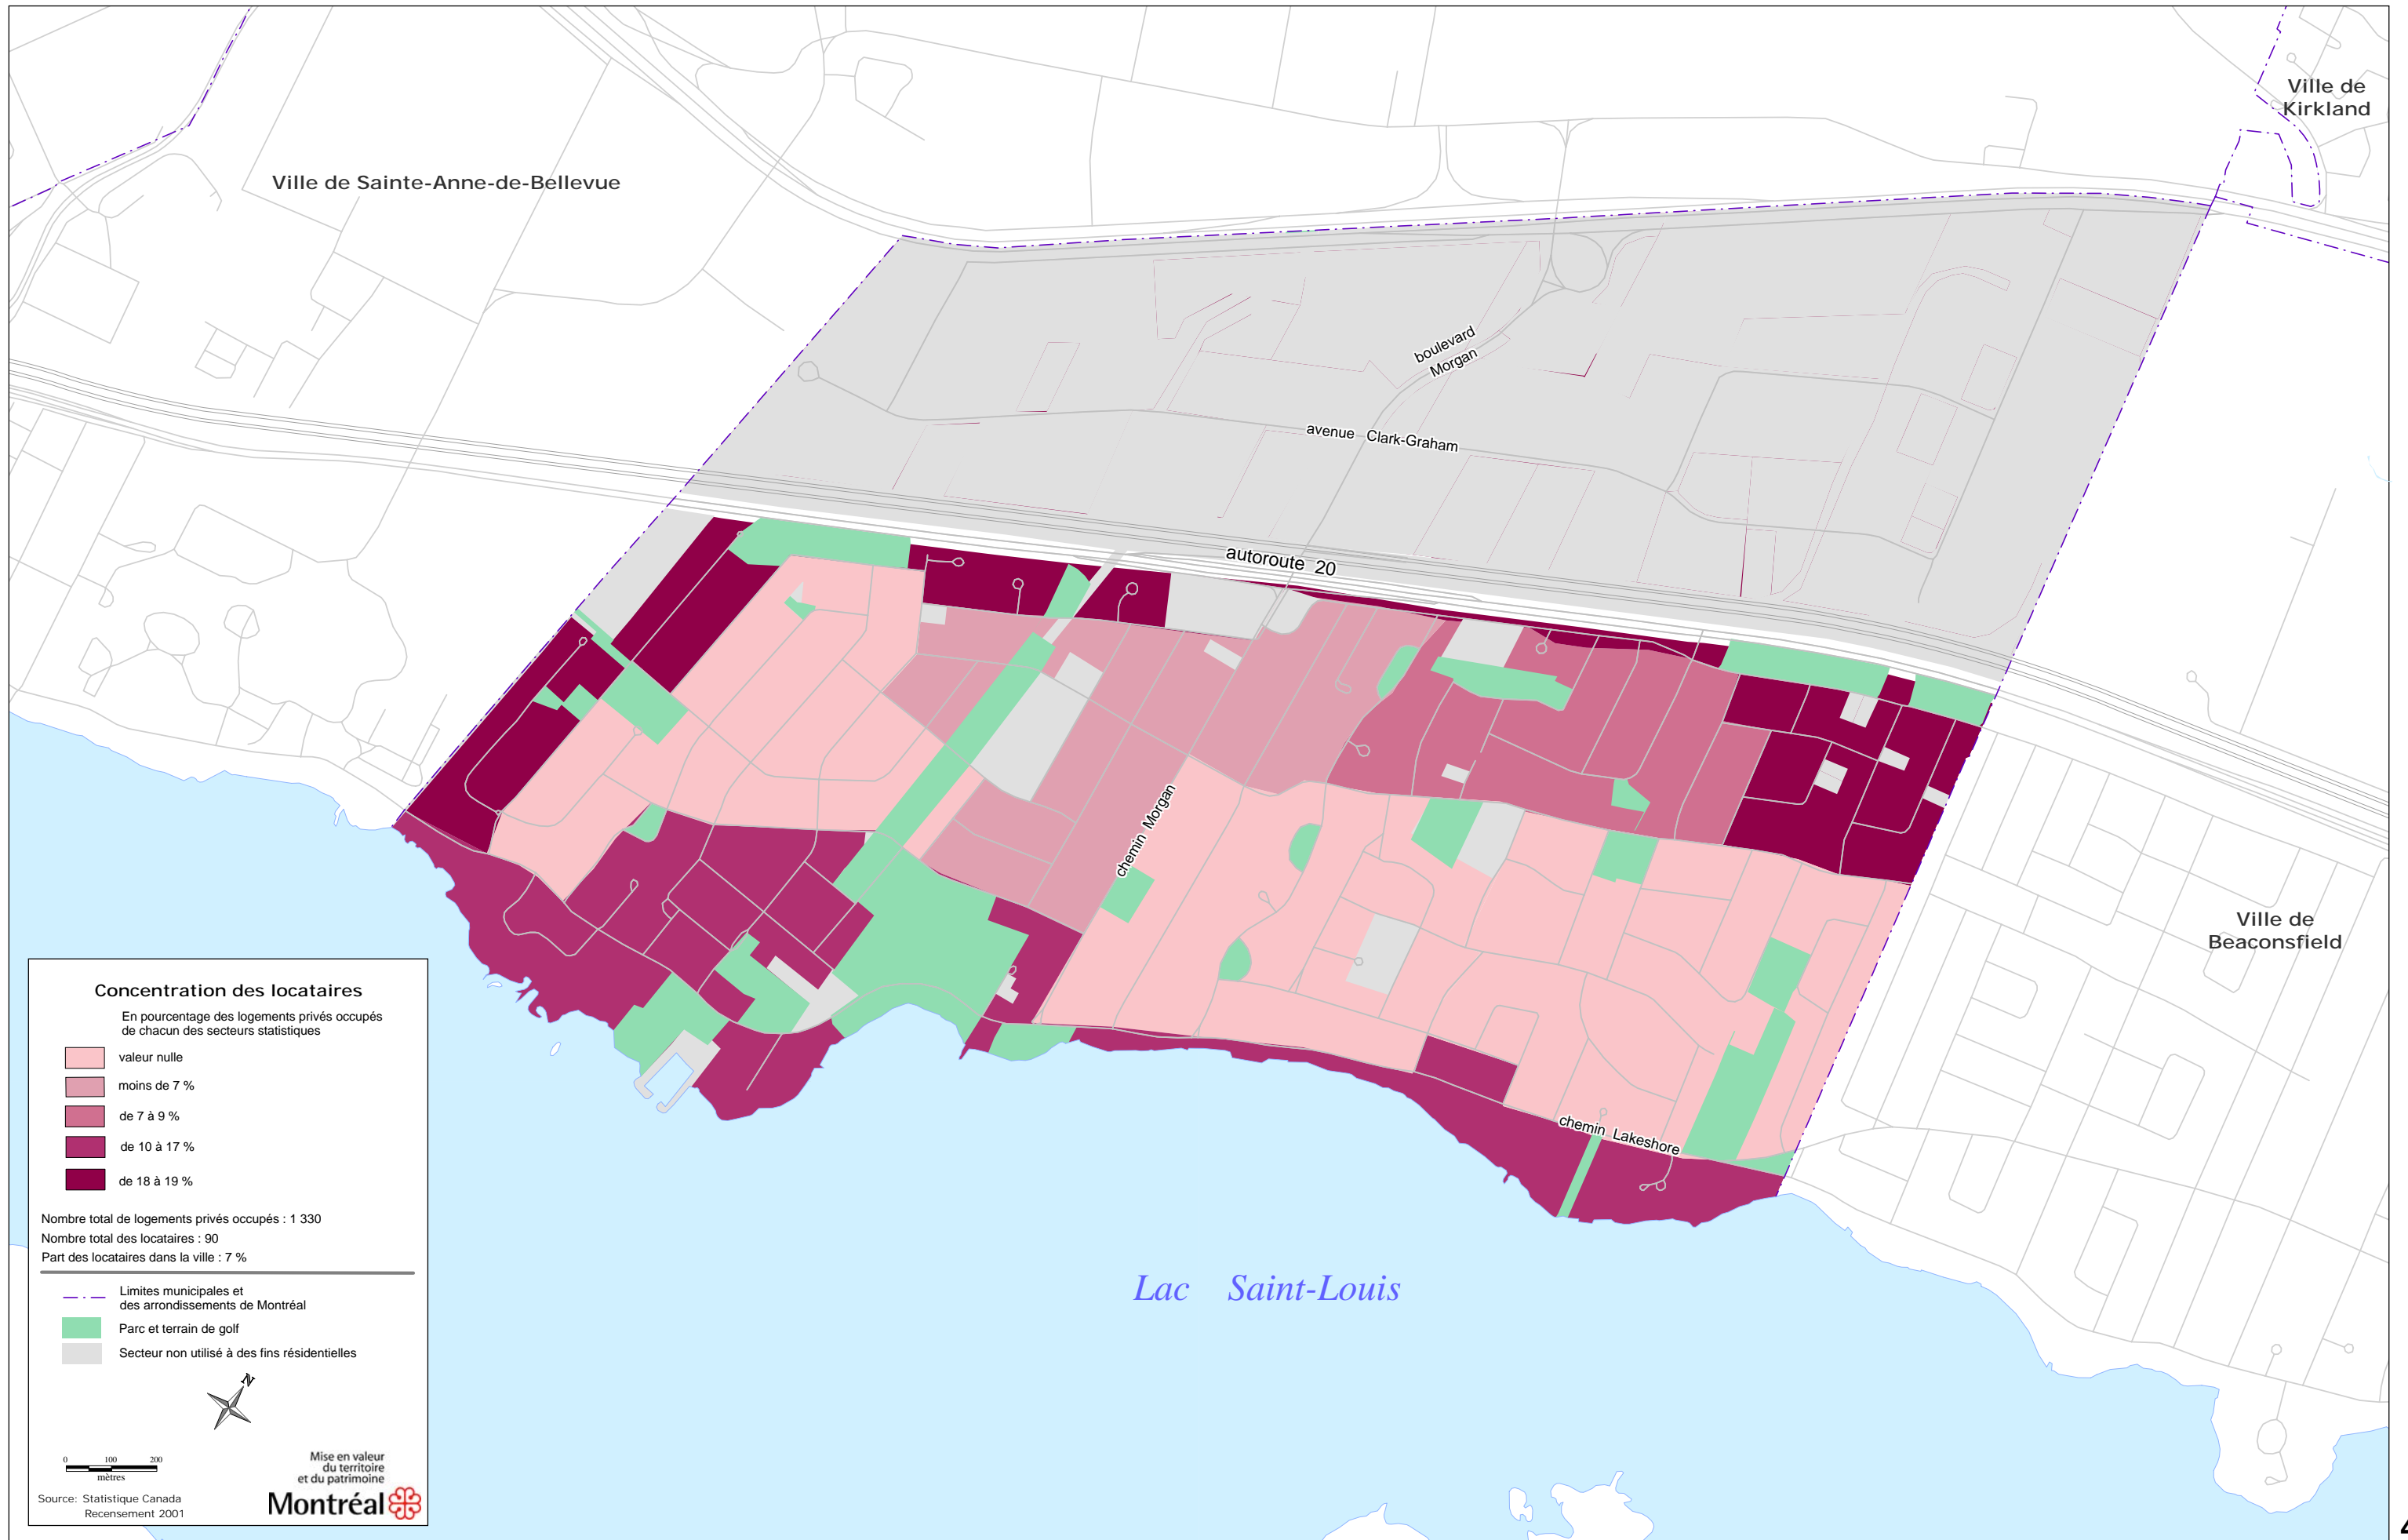 Ville de
Kirkland
Ville de Sainte-Anne-de-Bellevue
boulevard
Morgan
avenue Clark-Graham
autoroute 20
chemin Morgan
Ville de
Beaconsfield
chemin Lakeshore
Lac Saint-Louis
Concentration des locataires
En pourcentage des logements privés occupés
de chacun des secteurs statistiques
valeur nulle
moins de 7 %
de 7 à 9 %
de 10 à 17 %
de 18 à 19 %
Nombre total de logements privés occupés : 1 330
Nombre total des locataires : 90
Part des locataires dans la ville : 7 %
Limites municipales et
des arrondissements de Montréal
Parc et terrain de golf
Secteur non utilisé à des fins résidentielles
N
0 100 200
mètres
Mise en valeur
du territoire
et du patrimoine
Montréal
Source: Statistique Canada
Recensement 2001